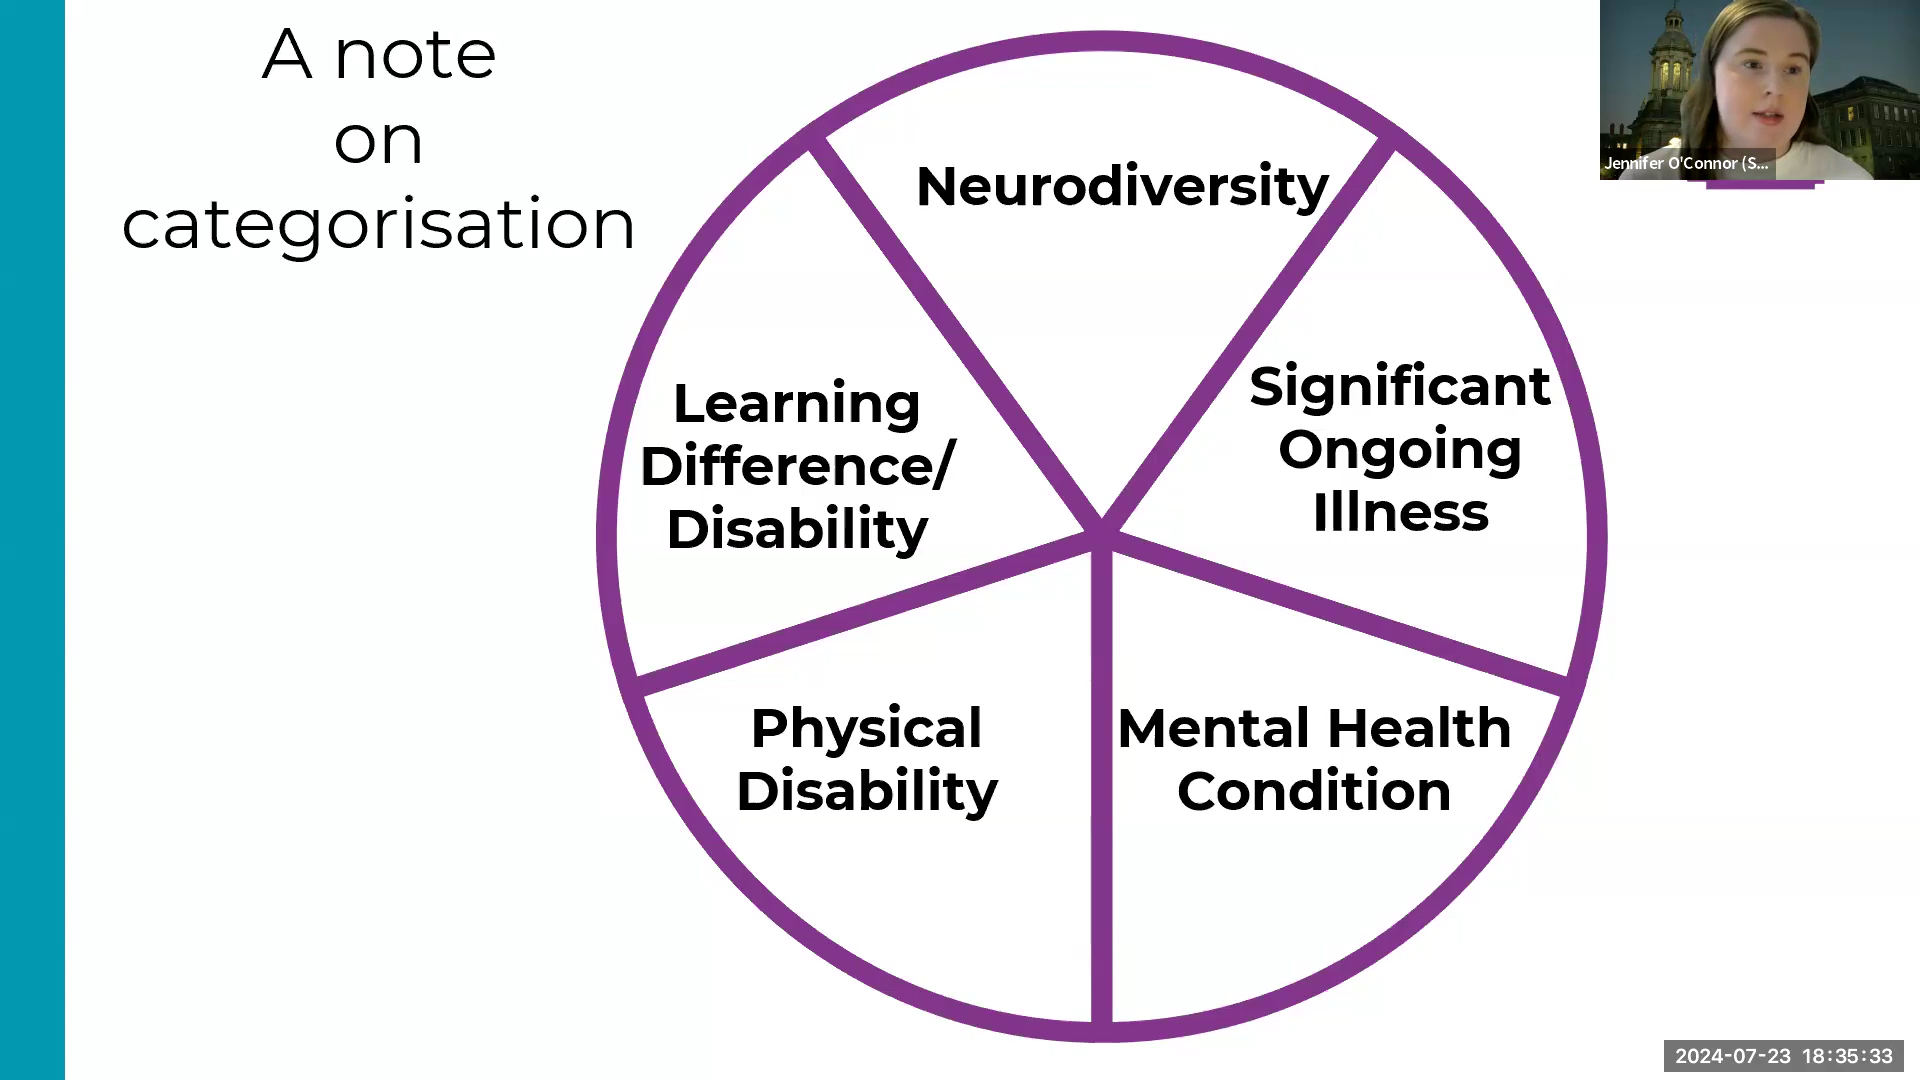 A note
on
categorisation
Neurodiversity
Learning
Difference/
Disability
Significant
Ongoing
Illness
Physical
Disability
Mental Health
Condition
Jennifer O'Connor (S...
2024-07-23 18:35:33